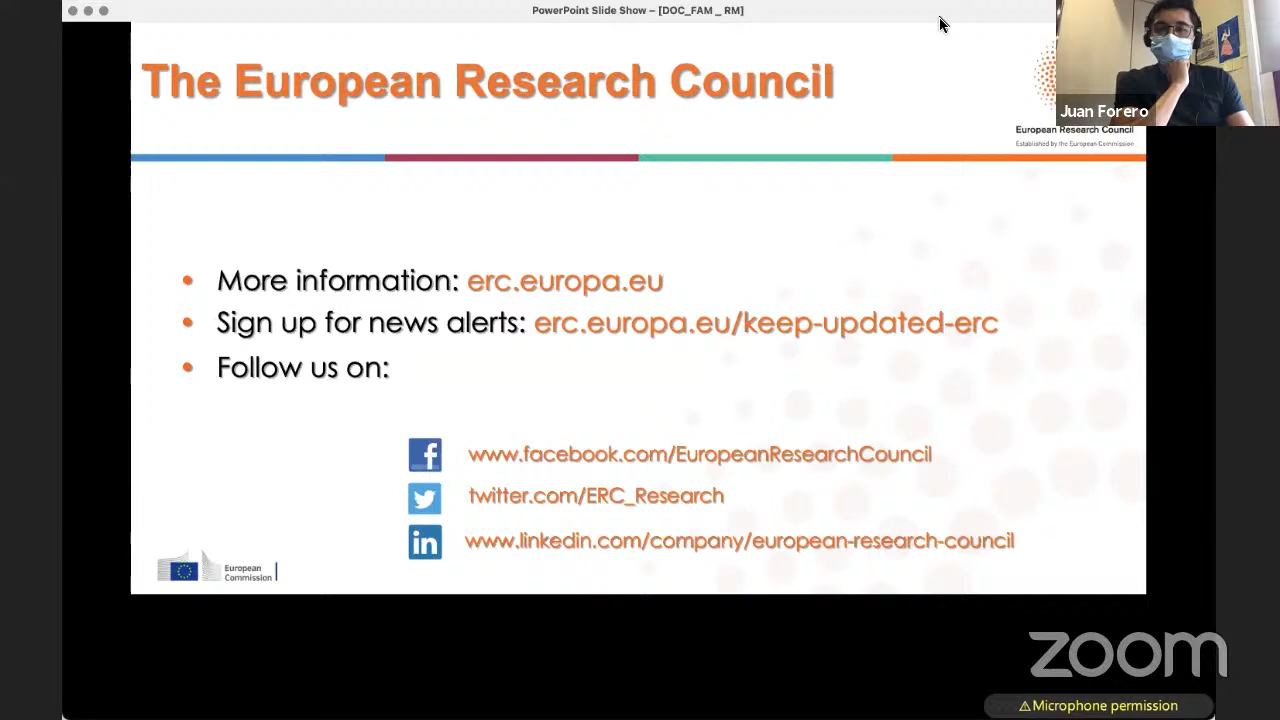 PowerPoint Slide Show – [DOC_FAM _ RM]
The European Research Council
Juan Forero
European Research Council
Established by the European Commission
• More information: erc.europa.eu
• Sign up for news alerts: erc.europa.eu/keep-updated-erc
• Follow us on:
www.facebook.com/EuropeanResearchCouncil
twitter.com/ERC_Research
www.linkedin.com/company/european-research-council
European
Commission
zoom
⚠Microphone permission